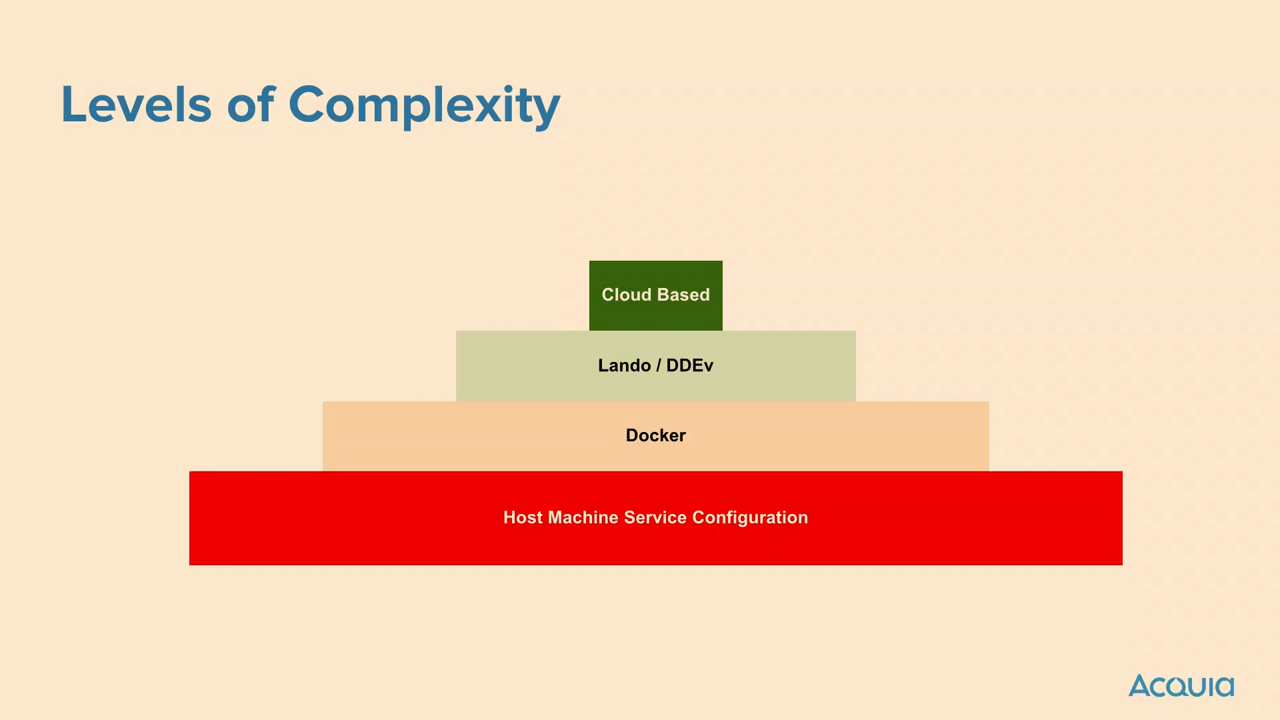 Levels of Complexity
Cloud Based
Lando / DDEv
Docker
Host Machine Service Configuration
Acquia